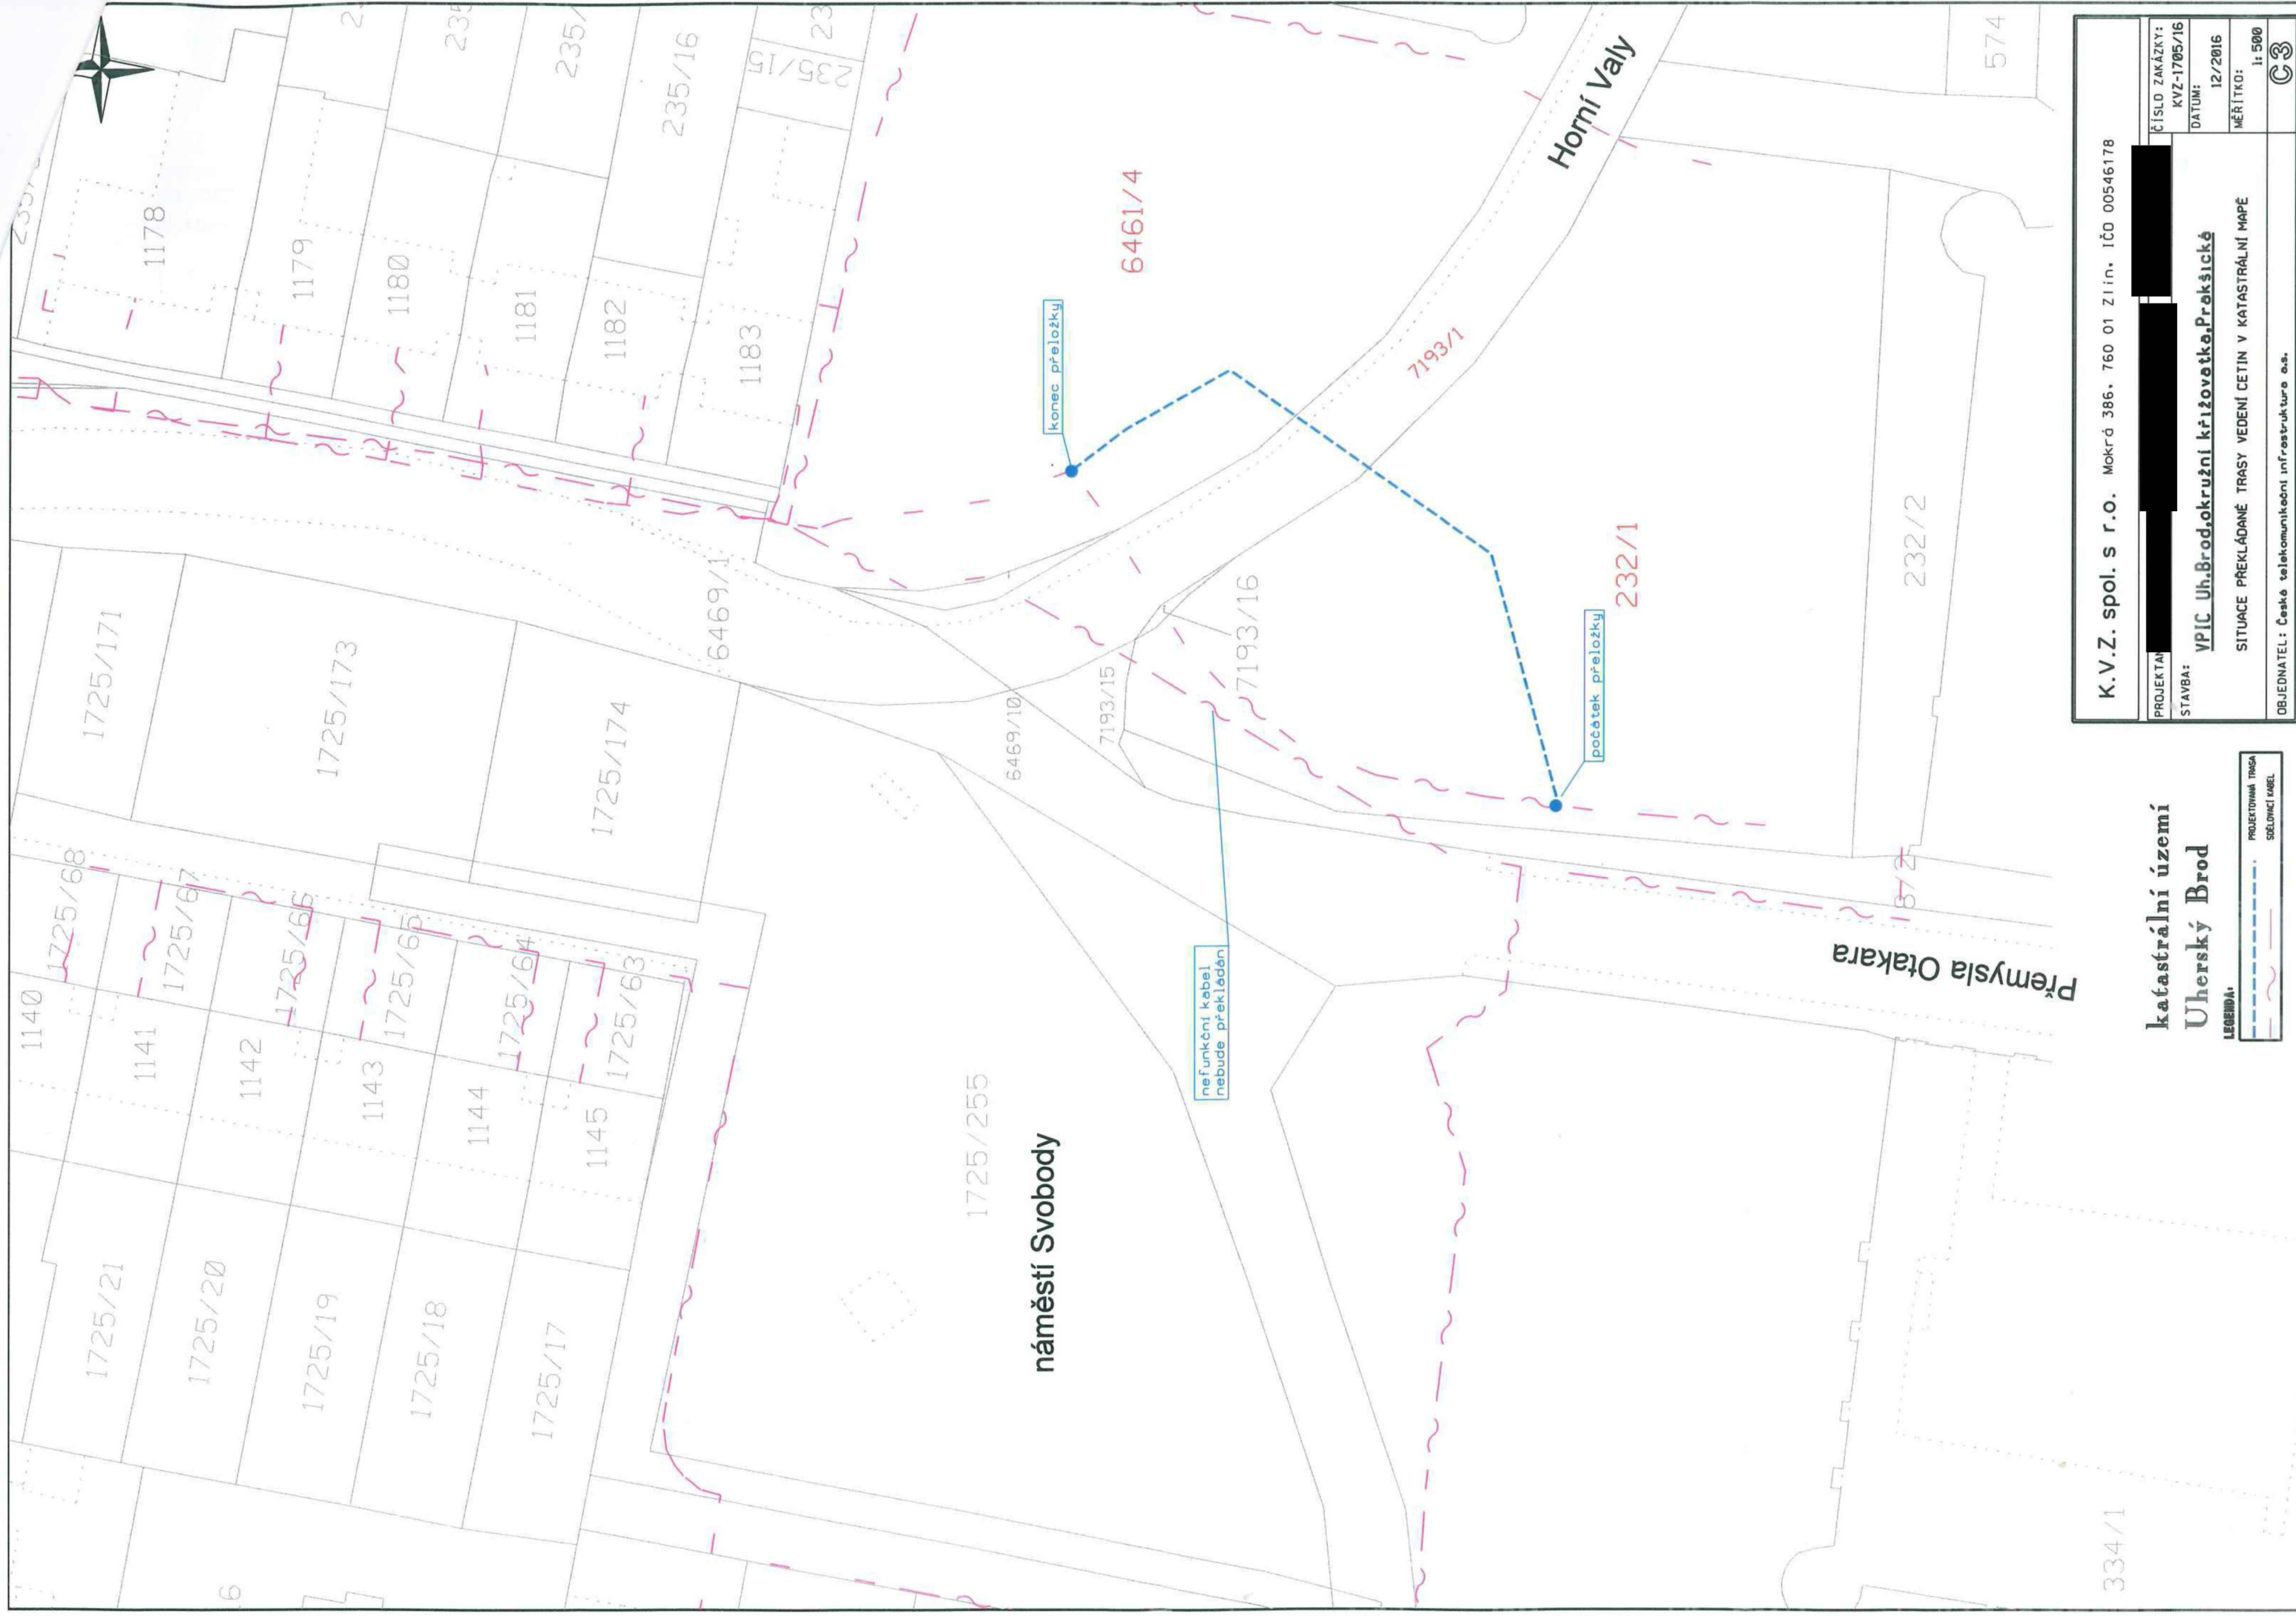 1178
1179
1180
1181
1182
1183
235/16
235/15
23
574
1725/171
1725/173
1725/174
6469/1
6469/10
7193/15
7193/16
7193/1
6461/4
232/1
232/2
Horní Valy
konec přeložky
počátek přeložky
1140
1141
1142
1143
1144
1145
1725/68
1725/67
1725/66
1725/65
1725/64
1725/63
1725/21
1725/20
1725/19
1725/18
1725/17
6
1725/255
náměstí Svobody
nefunkční kabel
nebude překládán
Přemysla Otakara
334/1
katastrální území
Uherský Brod
LEGENDA:
PROJEKTOVANÁ TRASA
SDĚLOVACÍ KABEL
K.V.Z. spol. s r.o. Mokrá 386. 760 01 Zlín. IČO 00546178
PROJEKTAN
ČÍSLO ZAKÁZKY:
KVZ-1705/16
STAVBA:
VPIC Uh.Brod,okružní křižovatka,Prakšická
DATUM:
12/2016
SITUACE PŘEKLÁDANÉ TRASY VEDENÍ CETIN V KATASTRÁLNÍ MAPĚ
MĚŘÍTKO:
1:500
OBJEDNATEL: Česká telekomunikační infrastruktura a.s.
C3